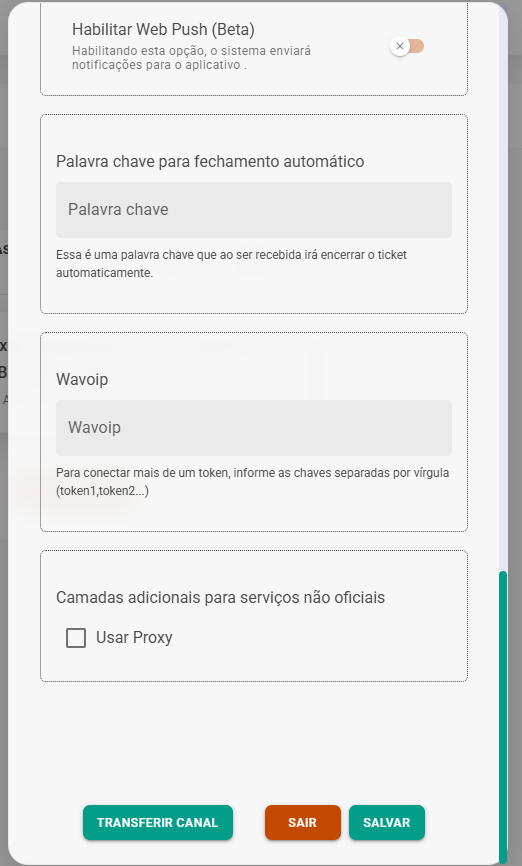 Habilitar Web Push (Beta)
Habilitando esta opção, o sistema enviará
notificações para o aplicativo .
Palavra chave para fechamento automático
Palavra chave
Essa é uma palavra chave que ao ser recebida irá encerrar o ticket
automaticamente.
Wavoip
Wavoip
Para conectar mais de um token, informe as chaves separadas por vírgula
(token1,token2...)
Camadas adicionais para serviços não oficiais
Usar Proxy
TRANSFERIR CANAL
SAIR
SALVAR